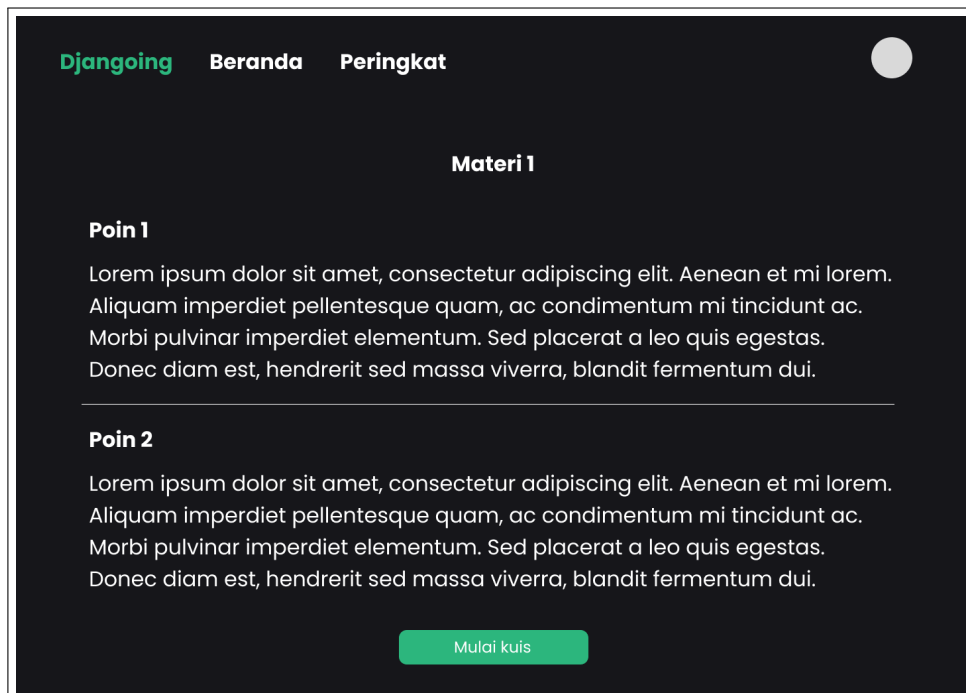 Djangoing Beranda Peringkat
Materi 1
Poin 1
Lorem ipsum dolor sit amet, consectetur adipiscing elit. Aenean et mi lorem.
Aliquam imperdiet pellentesque quam, ac condimentum mi tincidunt ac.
Morbi pulvinar imperdiet elementum. Sed placerat a leo quis egestas.
Donec diam est, hendrerit sed massa viverra, blandit fermentum dui.
Poin 2
Lorem ipsum dolor sit amet, consectetur adipiscing elit. Aenean et mi lorem.
Aliquam imperdiet pellentesque quam, ac condimentum mi tincidunt ac.
Morbi pulvinar imperdiet elementum. Sed placerat a leo quis egestas.
Donec diam est, hendrerit sed massa viverra, blandit fermentum dui.
Mulai kuis